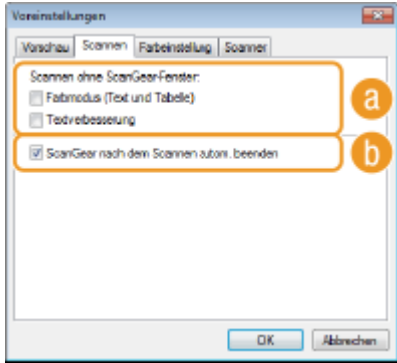 Voreinstellungen
Vorschau Scannen Farbeinstellung Scanner
Scannen ohne ScanGear-Fenster:
Farbmodus (Text und Tabelle)
a
Textverbesserung
ScanGear nach dem Scannen autom. beenden
b
OK Abbrechen